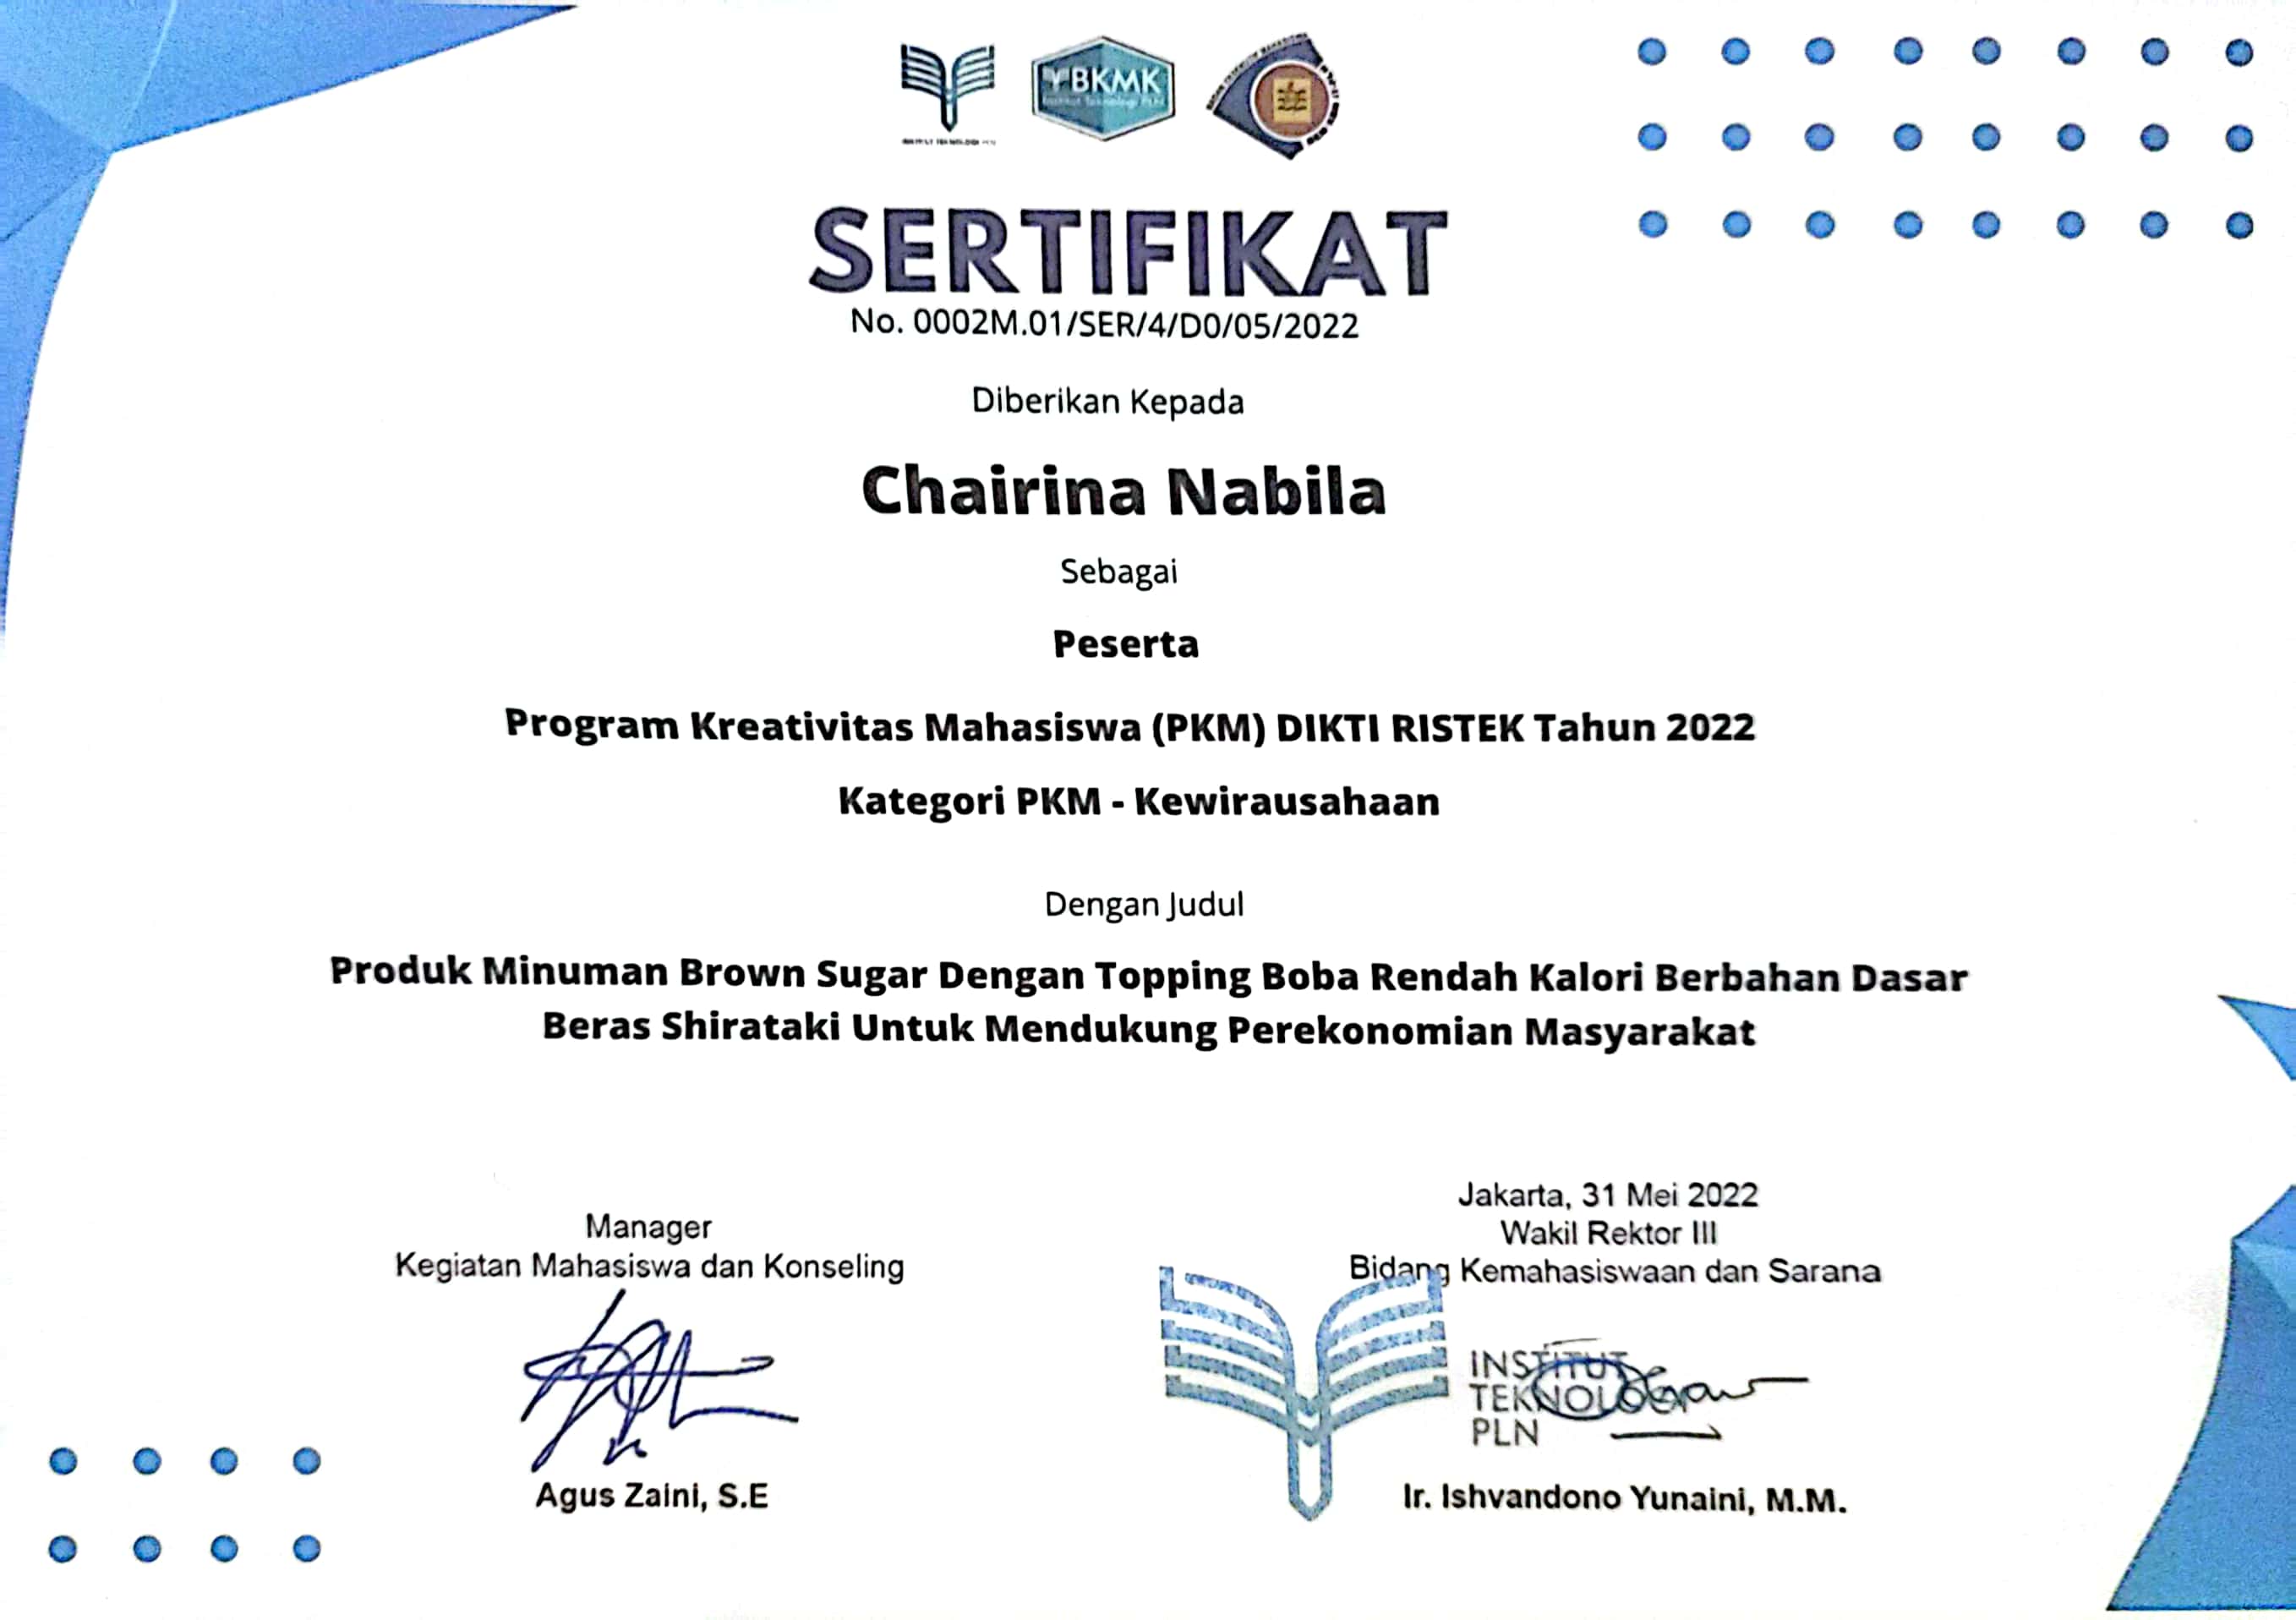 INSTITUT TEKNOLOGI PLN
BKMK
Institut Teknologi PLN
SERTIFIKAT
No. 0002M.01/SER/4/D0/05/2022
Diberikan Kepada
Chairina Nabila
Sebagai
Peserta
Program Kreativitas Mahasiswa (PKM) DIKTI RISTEK Tahun 2022
Kategori PKM - Kewirausahaan
Dengan Judul
Produk Minuman Brown Sugar Dengan Topping Boba Rendah Kalori Berbahan Dasar
Beras Shirataki Untuk Mendukung Perekonomian Masyarakat
Manager
Kegiatan Mahasiswa dan Konseling
Agus Zaini, S.E
Jakarta, 31 Mei 2022
Wakil Rektor III
Bidang Kemahasiswaan dan Sarana
INSTITUT
TEKNOLOGI
PLN
Ir. Ishvandono Yunaini, M.M.